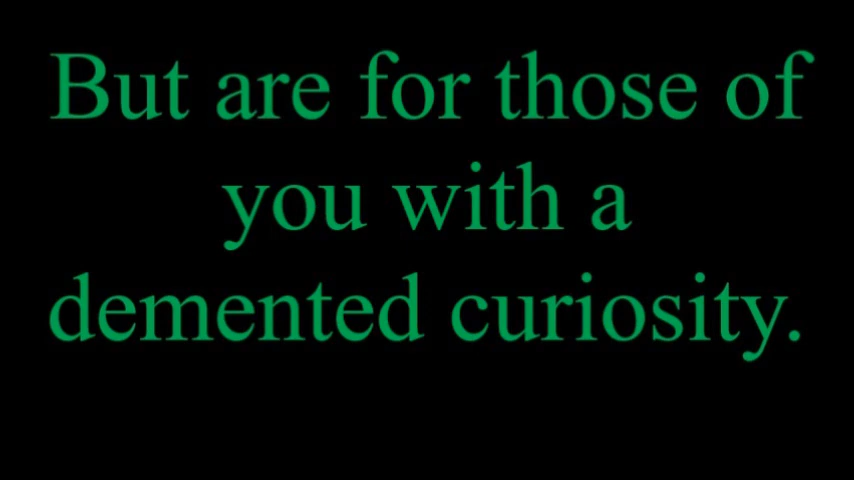 But are for those of
you with a
demented curiosity.